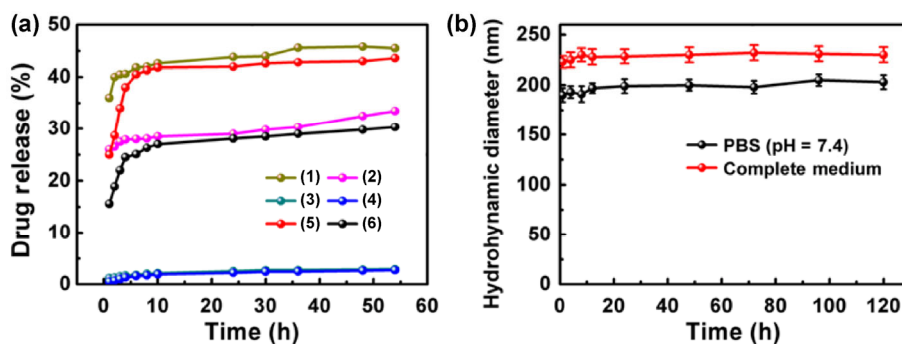 (a)
Drug release (%)
50
40
30
20
10
0
(1) (2)
(3) (4)
(5) (6)
0 10 20 30 40 50 60
Time (h)
(b)
Hydrohynamic diameter (nm)
250
200
150
100
50
0
PBS (pH = 7.4)
Complete medium
0 20 40 60 80 100 120
Time (h)